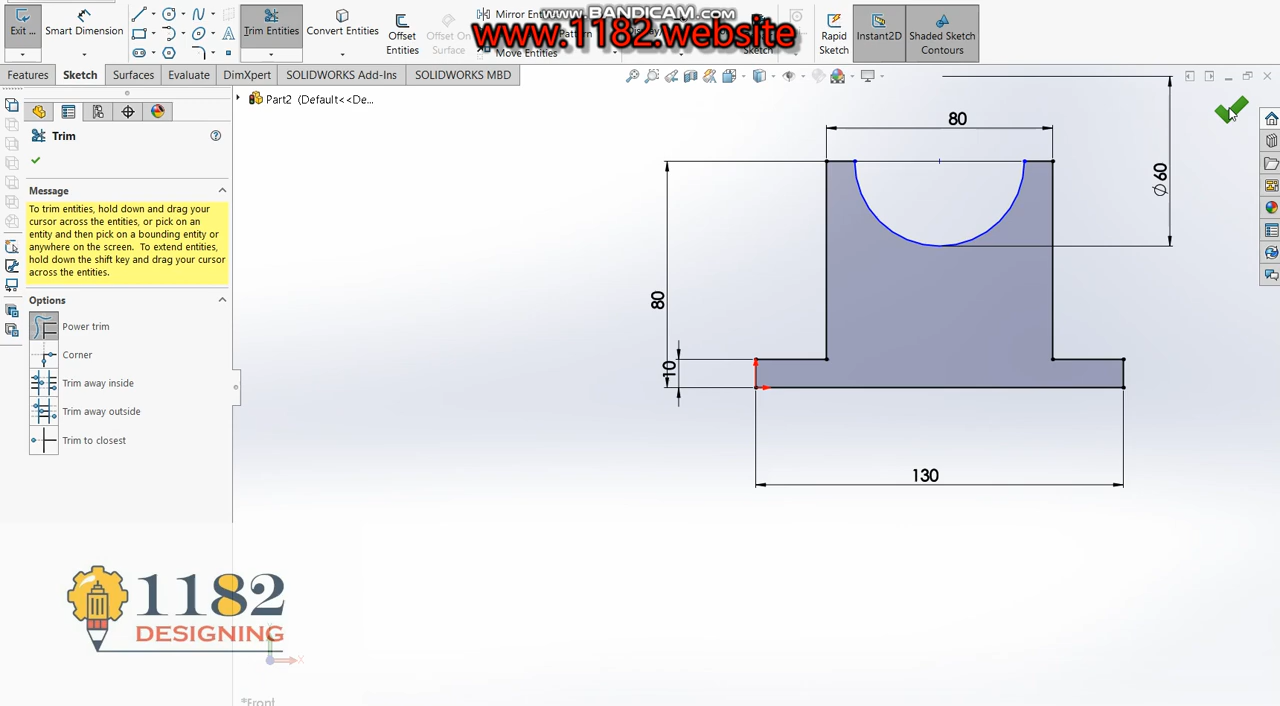 WWW.BANDICAM.COM
www.1182.website
Exit ...
Smart Dimension
Trim Entities
Convert Entities
Offset Entities
Offset On Surface
Mirror Enti
Pattern
Move Entities
Sketch
Rapid Sketch
Instant2D
Shaded Sketch Contours
Features
Sketch
Surfaces
Evaluate
DimXpert
SOLIDWORKS Add-Ins
SOLIDWORKS MBD
Part2 (Default<<De...
Trim
Message
To trim entities, hold down and drag your
cursor across the entities, or pick on an
entity and then pick on a bounding entity or
anywhere on the screen. To extend entities,
hold down the shift key and drag your cursor
across the entities.
Options
Power trim
Corner
Trim away inside
Trim away outside
Trim to closest
80
Ø60
80
10
130
1182
DESIGNING
X
*Front